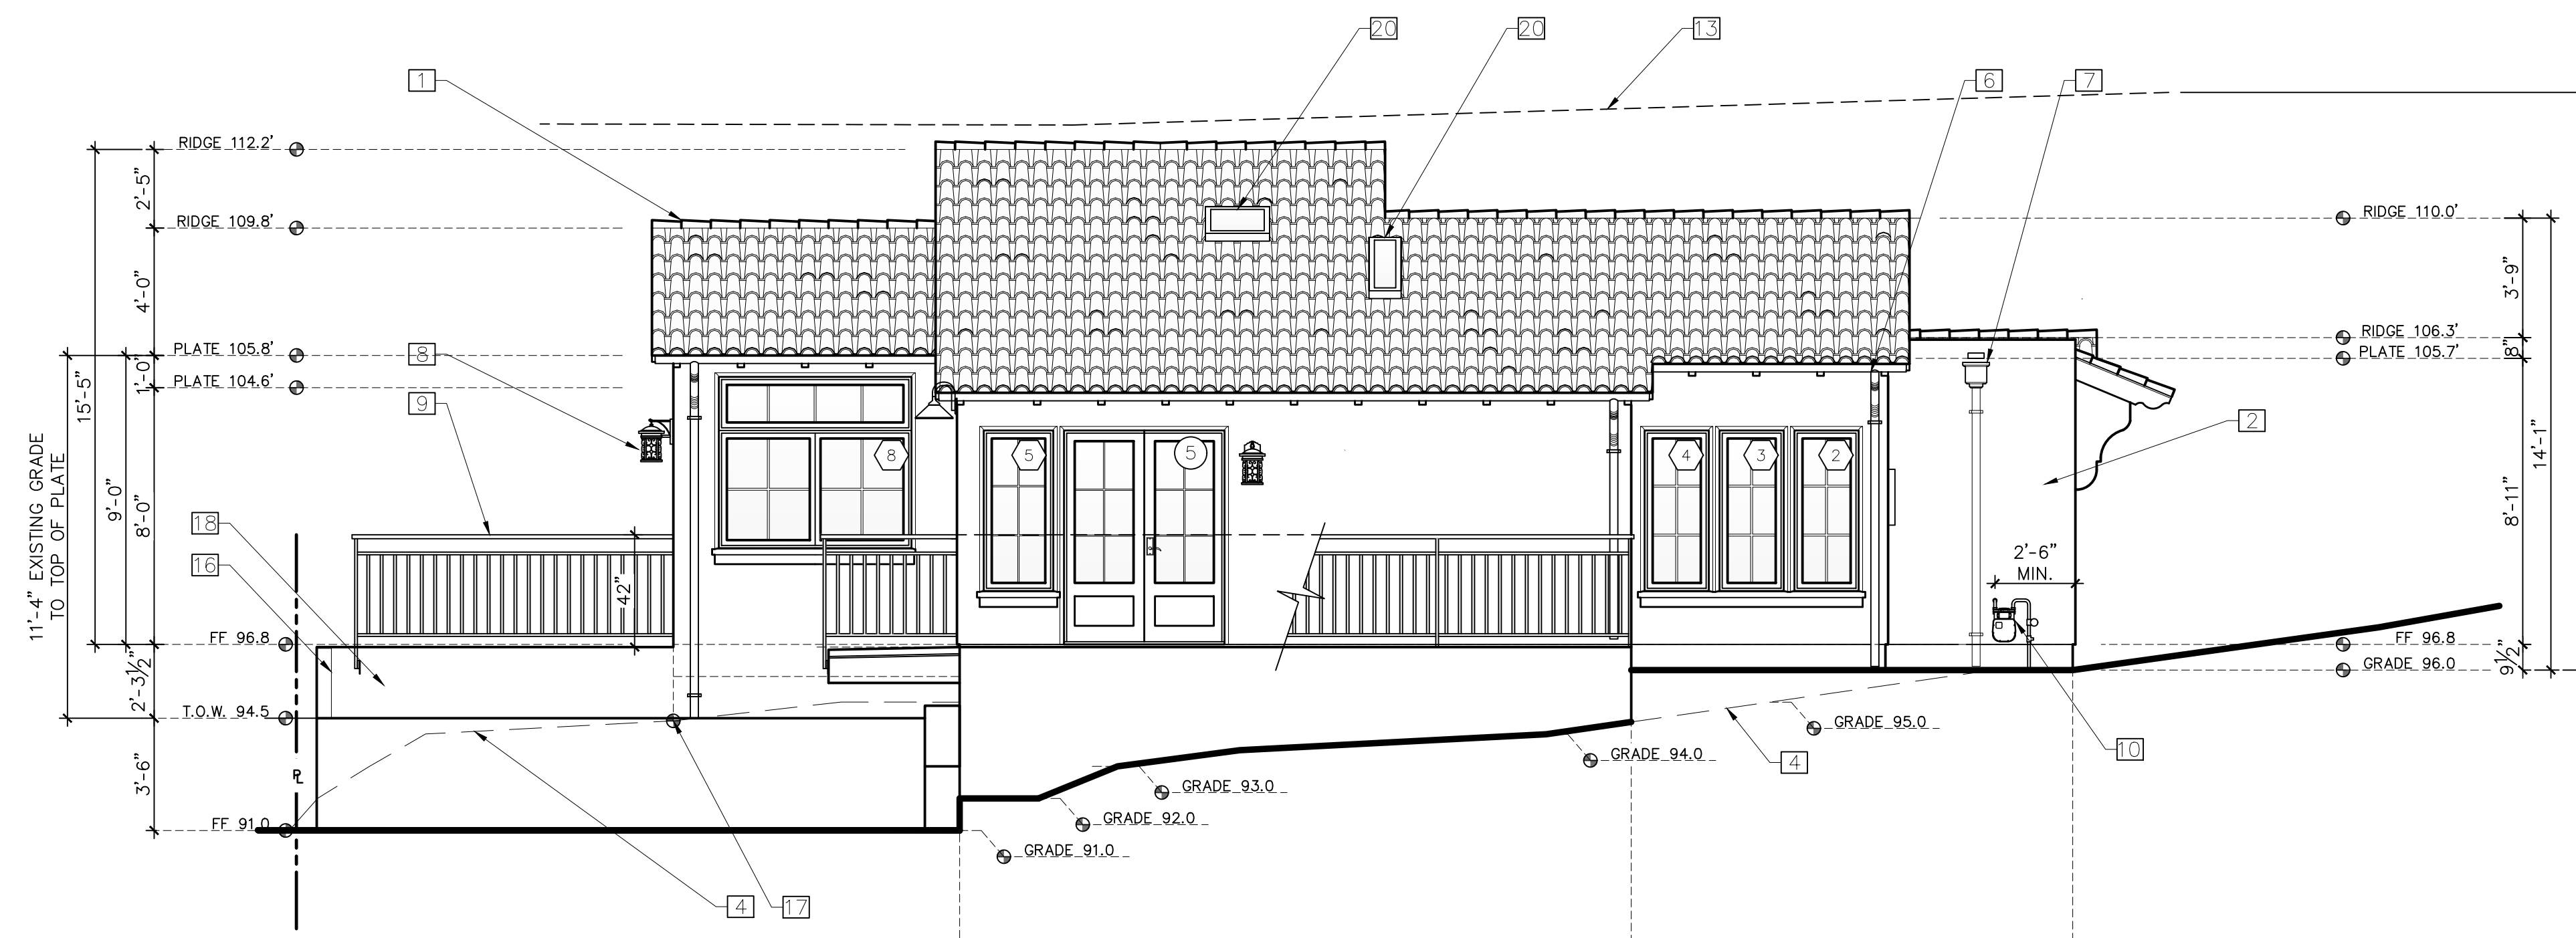 20
20
13
1
6
7
RIDGE 112.2'
2'-5"
RIDGE 109.8'
RIDGE 110.0'
4'-0"
3'-9"
RIDGE 106.3'
PLATE 105.8'
8
PLATE 105.7'
8"
1'-0"
PLATE 104.6'
15'-5"
9
2
14'-1"
8
5
5
4
3
2
9'-0"
8'-0"
8'-11"
11'-4" EXISTING GRADE
TO TOP OF PLATE
18
16
42"
2'-6"
MIN.
FF 96.8
FF 96.8
2'-3½"
9½"
GRADE 96.0
T.O.W. 94.5
GRADE 95.0
10
3'-6"
PL
GRADE 94.0
4
GRADE 93.0
FF 91.0
GRADE 92.0
GRADE 91.0
4
17